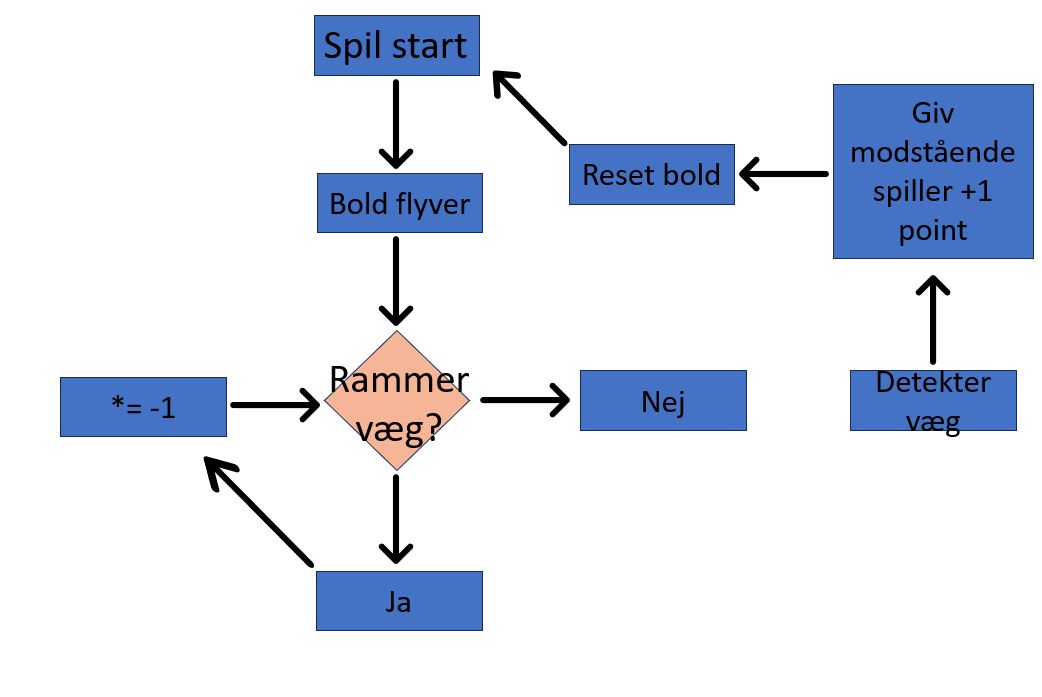 Spil start
Giv
modstående
spiller +1
point
Reset bold
Bold flyver
Rammer
væg?
*= -1
Nej
Detekter
væg
Ja